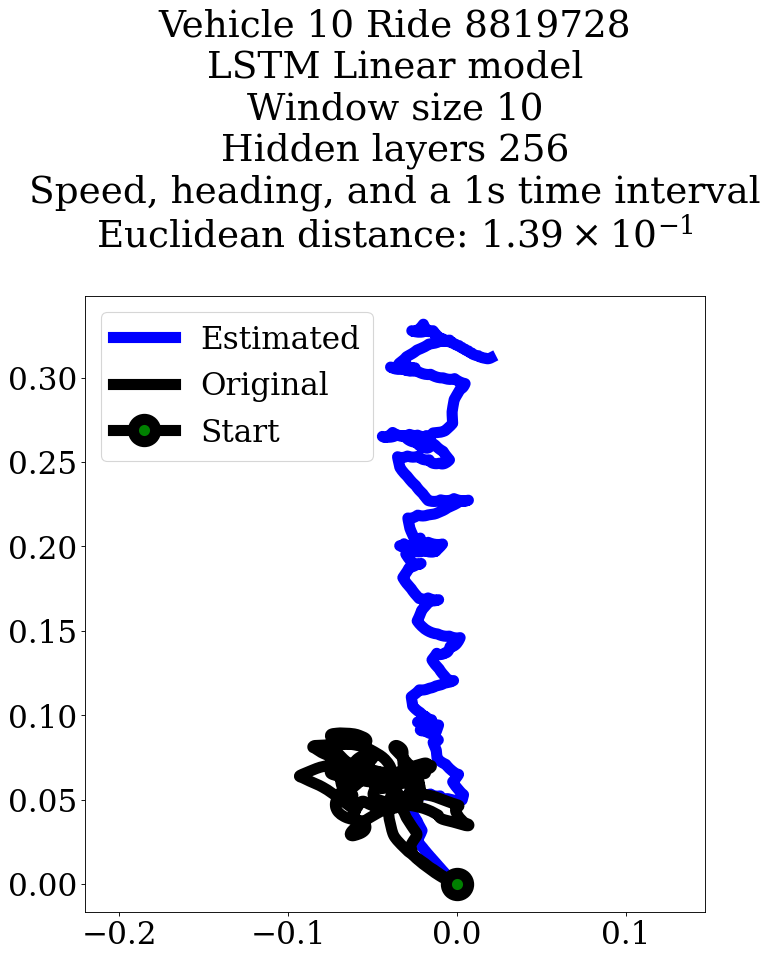 Vehicle 10 Ride 8819728
LSTM Linear model
Window size 10
Hidden layers 256
Speed, heading, and a 1s time interval
Euclidean distance: 1.39 × 10⁻¹
Estimated
Original
Start
0.30
0.25
0.20
0.15
0.10
0.05
0.00
−0.2 −0.1 0.0 0.1